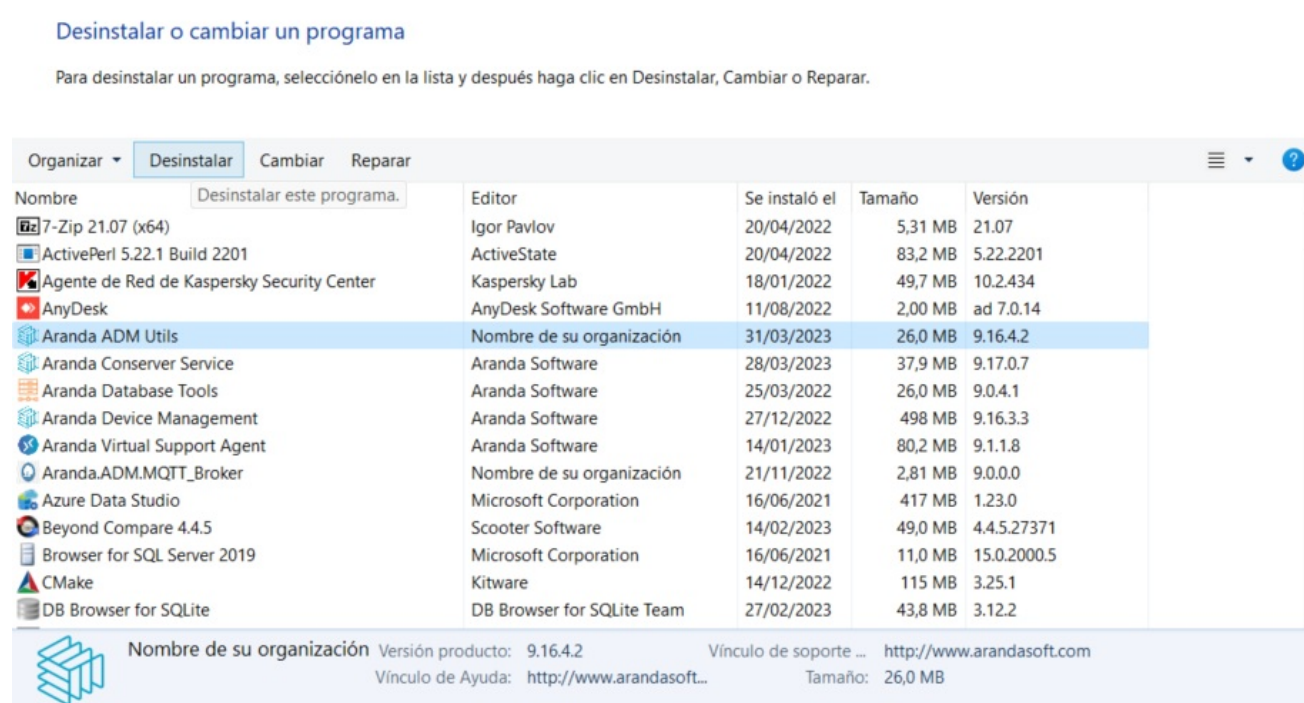 Desinstalar o cambiar un programa
Para desinstalar un programa, selecciónelo en la lista y después haga clic en Desinstalar, Cambiar o Reparar.
Organizar Desinstalar Cambiar Reparar
Desinstalar este programa.
Nombre Editor Se instaló el Tamaño Versión
7-Zip 21.07 (x64) Igor Pavlov 20/04/2022 5,31 MB 21.07
ActivePerl 5.22.1 Build 2201 ActiveState 20/04/2022 83,2 MB 5.22.2201
Agente de Red de Kaspersky Security Center Kaspersky Lab 18/01/2022 49,7 MB 10.2.434
AnyDesk AnyDesk Software GmbH 11/08/2022 2,00 MB ad 7.0.14
Aranda ADM Utils Nombre de su organización 31/03/2023 26,0 MB 9.16.4.2
Aranda Conserver Service Aranda Software 28/03/2023 37,9 MB 9.17.0.7
Aranda Database Tools Aranda Software 25/03/2022 26,0 MB 9.0.4.1
Aranda Device Management Aranda Software 27/12/2022 498 MB 9.16.3.3
Aranda Virtual Support Agent Aranda Software 14/01/2023 80,2 MB 9.1.1.8
Aranda.ADM.MQTT_Broker Nombre de su organización 21/11/2022 2,81 MB 9.0.0.0
Azure Data Studio Microsoft Corporation 16/06/2021 417 MB 1.23.0
Beyond Compare 4.4.5 Scooter Software 14/02/2023 49,0 MB 4.4.5.27371
Browser for SQL Server 2019 Microsoft Corporation 16/06/2021 11,0 MB 15.0.2000.5
CMake Kitware 14/12/2022 115 MB 3.25.1
DB Browser for SQLite DB Browser for SQLite Team 27/02/2023 43,8 MB 3.12.2
Nombre de su organización Versión producto: 9.16.4.2 Vínculo de soporte ... http://www.arandasoft.com
Vínculo de Ayuda: http://www.arandasoft... Tamaño: 26,0 MB